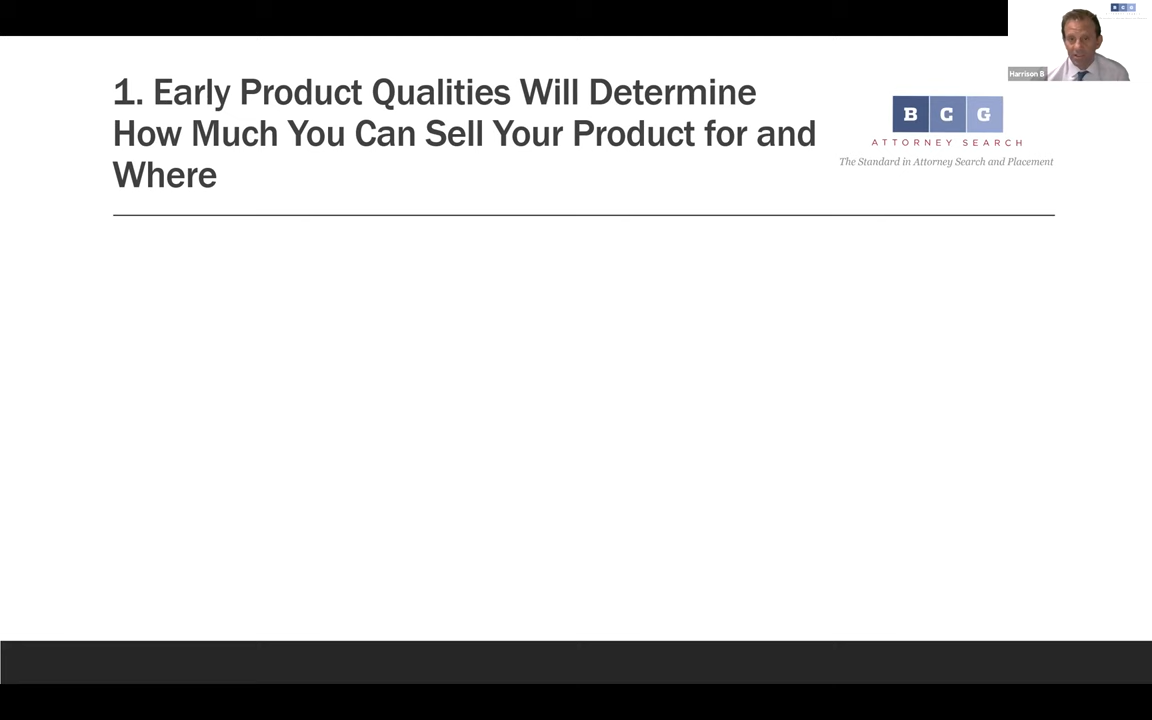 B C G
Harrison B
1. Early Product Qualities Will Determine
How Much You Can Sell Your Product for and
Where
B C G
ATTORNEY SEARCH
The Standard in Attorney Search and Placement